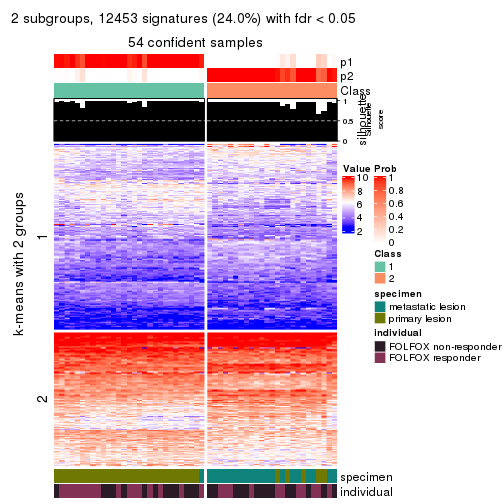 2 subgroups, 12453 signatures (24.0%) with fdr < 0.05
54 confident samples
p1
p2
Class
silhouette
Silhouette
score
1
0.5
0
k-means with 2 groups
1
2
Value
10
8
6
4
2
Prob
1
0.8
0.6
0.4
0.2
0
Class
1
2
specimen
metastatic lesion
primary lesion
individual
FOLFOX non-responder
FOLFOX responder
specimen
individual